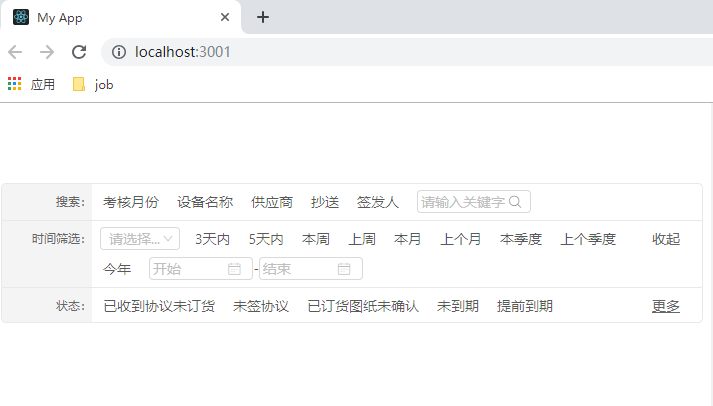 My App
localhost:3001
应用 job
搜索: 考核月份 设备名称 供应商 抄送 签发人 请输入关键字
时间筛选: 请选择... 3天内 5天内 本周 上周 本月 上个月 本季度 上个季度 收起
今年 开始 - 结束
状态: 已收到协议未订货 未签协议 已订货图纸未确认 未到期 提前到期 更多